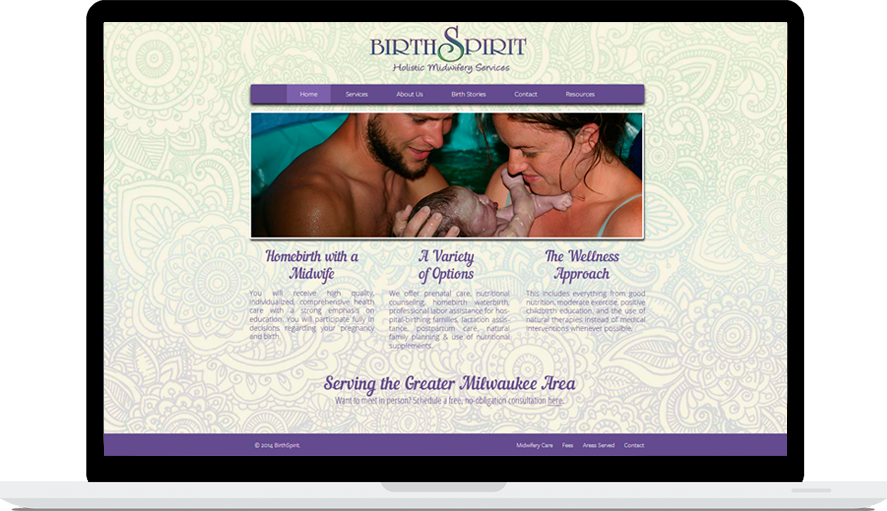 BIRTHSPIRIT
Holistic Midwifery Services
Home Services About Us Birth Stories Contact Resources
Homebirth with a
Midwife
You will receive high quality,
individualized, comprehensive health
care with a strong emphasis on
education. You will participate fully in
decisions regarding your pregnancy
and birth.
A Variety
of Options
We offer prenatal care, nutritional
counseling, homebirth waterbirth,
professional labor assistance for hos-
pital-birthing families, lactation assis-
tance, postpartum care, natural
family planning & use of nutritional
supplements.
The Wellness
Approach
This includes everything from good
nutrition, moderate exercise, positive
childbirth education, and the use of
natural therapies instead of medical
interventions whenever possible.
Serving the Greater Milwaukee Area
Want to meet in person? Schedule a free, no-obligation consultation here.
© 2014 BirthSpirit. Midwifery Care Fees Areas Served Contact